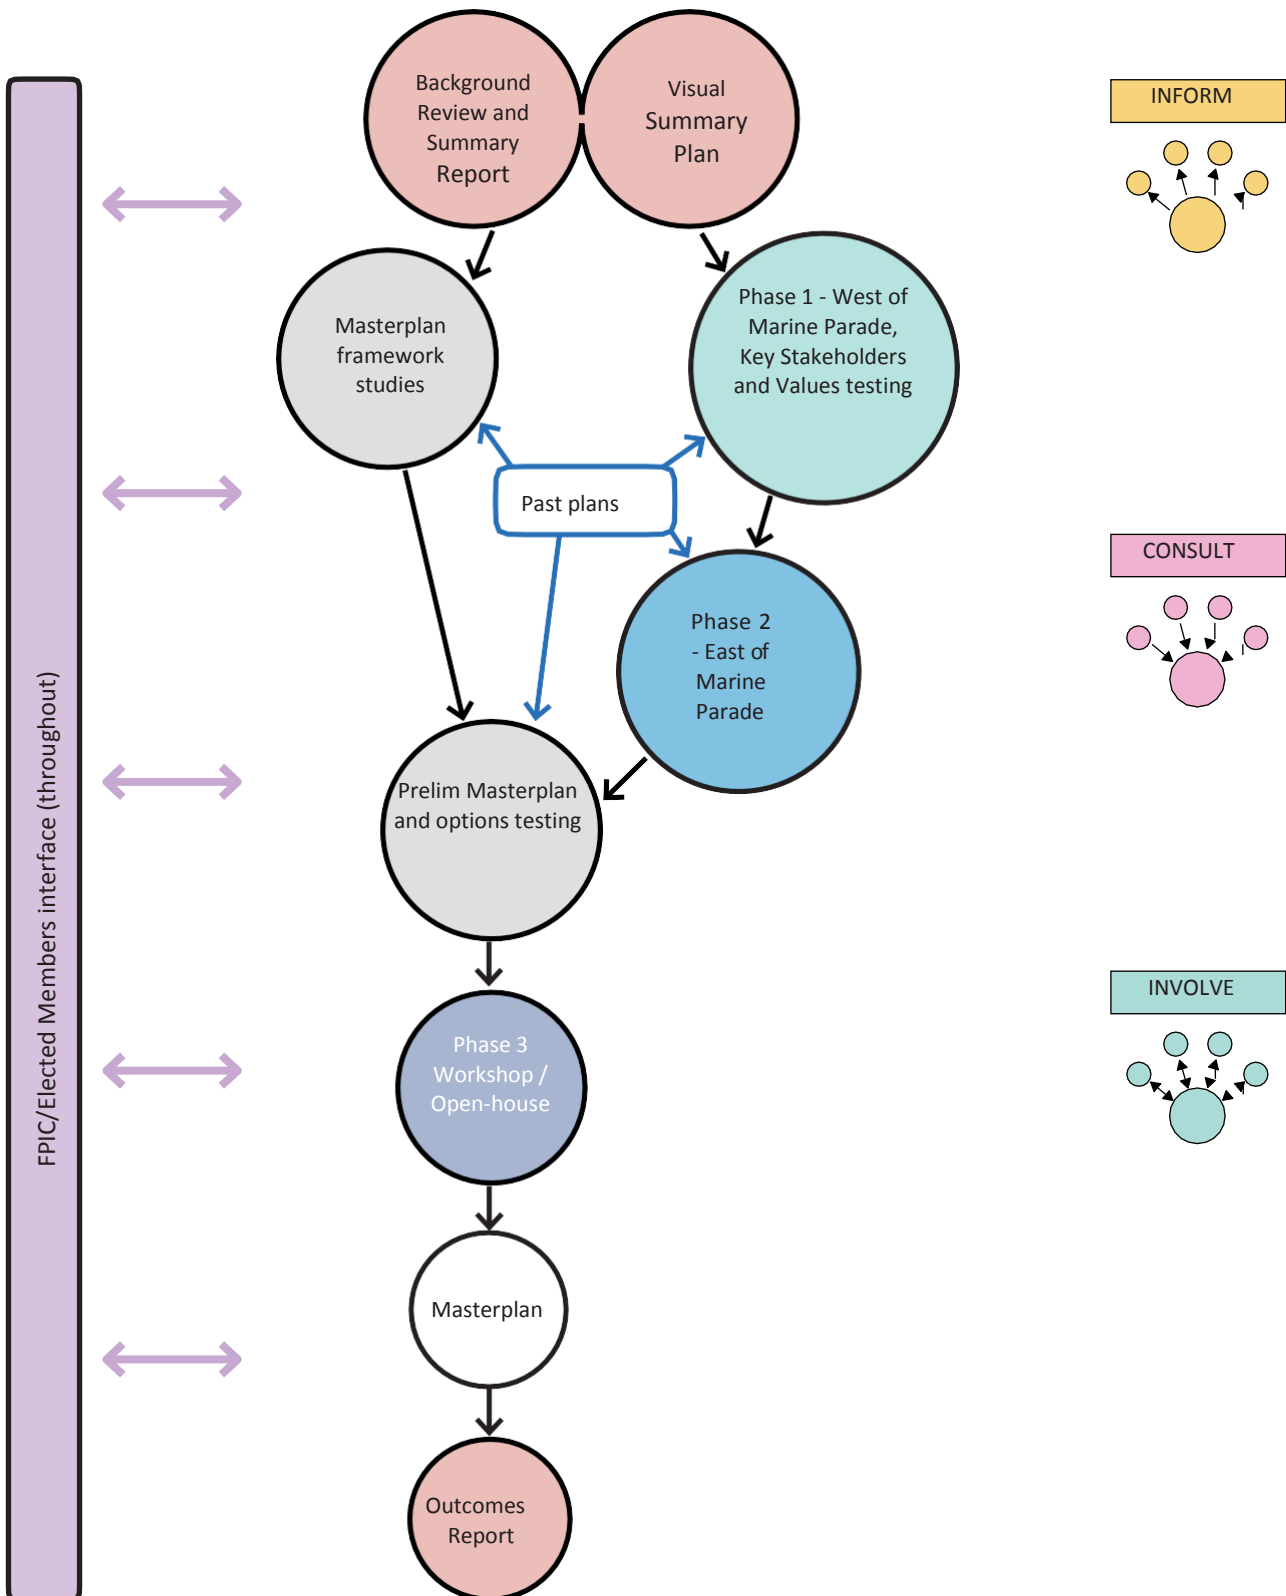 Background
Review and
Summary
Report
Visual
Summary
Plan
INFORM
Masterplan
framework
studies
Phase 1 - West of
Marine Parade,
Key Stakeholders
and Values testing
Past plans
CONSULT
Phase 2
- East of
Marine
Parade
FPIC/Elected Members interface (throughout)
Prelim Masterplan
and options testing
INVOLVE
Phase 3
Workshop /
Open-house
Masterplan
Outcomes
Report